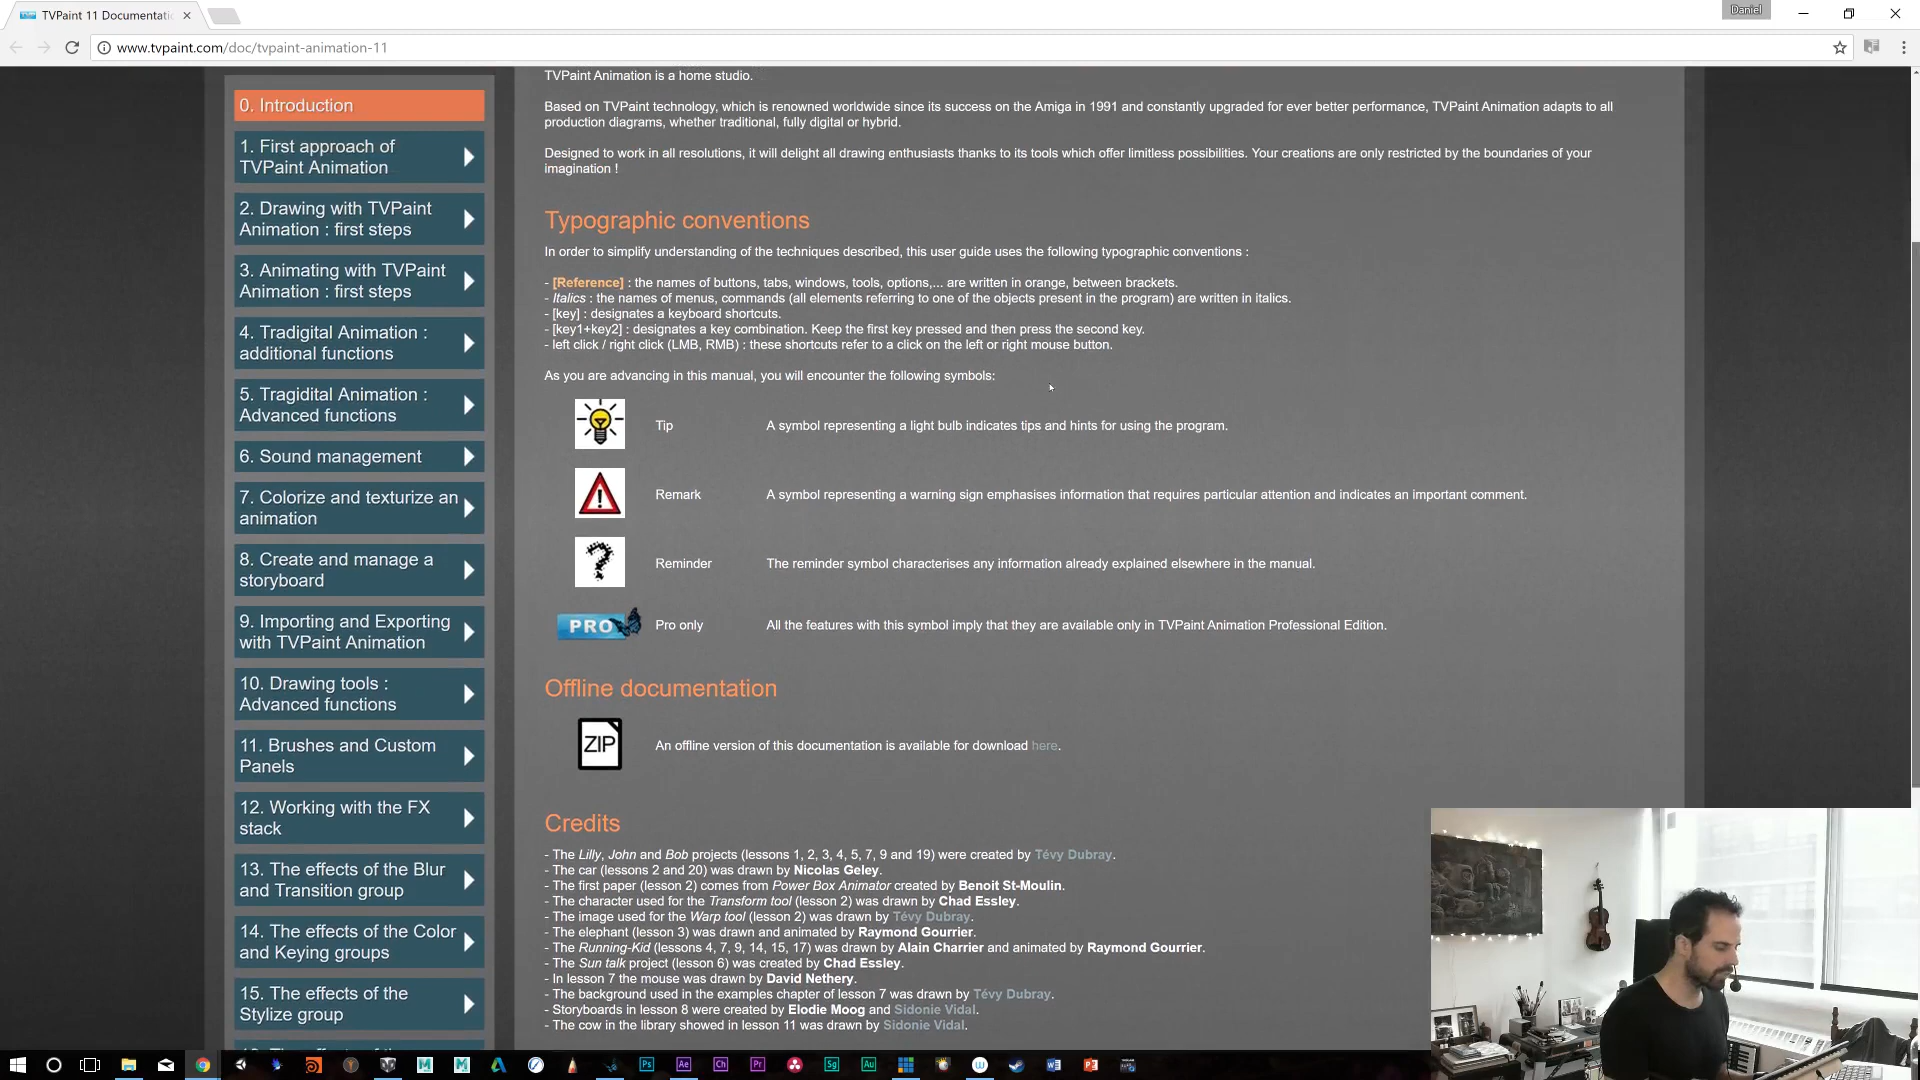 TVPaint 11 Documentatio
Daniel
www.tvpaint.com/doc/tvpaint-animation-11
0. Introduction
1. First approach of
TVPaint Animation
2. Drawing with TVPaint
Animation : first steps
3. Animating with TVPaint
Animation : first steps
4. Tradigital Animation :
additional functions
5. Tragidital Animation :
Advanced functions
6. Sound management
7. Colorize and texturize an
animation
8. Create and manage a
storyboard
9. Importing and Exporting
with TVPaint Animation
10. Drawing tools :
Advanced functions
11. Brushes and Custom
Panels
12. Working with the FX
stack
13. The effects of the Blur
and Transition group
14. The effects of the Color
and Keying groups
15. The effects of the
Stylize group
TVPaint Animation is a home studio.
Based on TVPaint technology, which is renowned worldwide since its success on the Amiga in 1991 and constantly upgraded for ever better performance, TVPaint Animation adapts to all
production diagrams, whether traditional, fully digital or hybrid.
Designed to work in all resolutions, it will delight all drawing enthusiasts thanks to its tools which offer limitless possibilities. Your creations are only restricted by the boundaries of your
imagination !
Typographic conventions
In order to simplify understanding of the techniques described, this user guide uses the following typographic conventions :
- [Reference] : the names of buttons, tabs, windows, tools, options,... are written in orange, between brackets.
- Italics : the names of menus, commands (all elements referring to one of the objects present in the program) are written in italics.
- [key] : designates a keyboard shortcuts.
- [key1+key2] : designates a key combination. Keep the first key pressed and then press the second key.
- left click / right click (LMB, RMB) : these shortcuts refer to a click on the left or right mouse button.
As you are advancing in this manual, you will encounter the following symbols:
Tip A symbol representing a light bulb indicates tips and hints for using the program.
Remark A symbol representing a warning sign emphasises information that requires particular attention and indicates an important comment.
Reminder The reminder symbol characterises any information already explained elsewhere in the manual.
PRO Pro only All the features with this symbol imply that they are available only in TVPaint Animation Professional Edition.
Offline documentation
ZIP An offline version of this documentation is available for download here.
Credits
- The Lilly, John and Bob projects (lessons 1, 2, 3, 4, 5, 7, 9 and 19) were created by Tévy Dubray.
- The car (lessons 2 and 20) was drawn by Nicolas Geley.
- The first paper (lesson 2) comes from Power Box Animator created by Benoit St-Moulin.
- The character used for the Transform tool (lesson 2) was drawn by Chad Essley.
- The image used for the Warp tool (lesson 2) was drawn by Tévy Dubray.
- The elephant (lesson 3) was drawn and animated by Raymond Gourrier.
- The Running-Kid (lessons 4, 7, 9, 14, 15, 17) was drawn by Alain Charrier and animated by Raymond Gourrier.
- The Sun talk project (lesson 6) was created by Chad Essley.
- In lesson 7 the mouse was drawn by David Nethery.
- The background used in the examples chapter of lesson 7 was drawn by Tévy Dubray.
- Storyboards in lesson 8 were created by Elodie Moog and Sidonie Vidal.
- The cow in the library showed in lesson 11 was drawn by Sidonie Vidal.
Ps Ae Ch Pr Sg Au